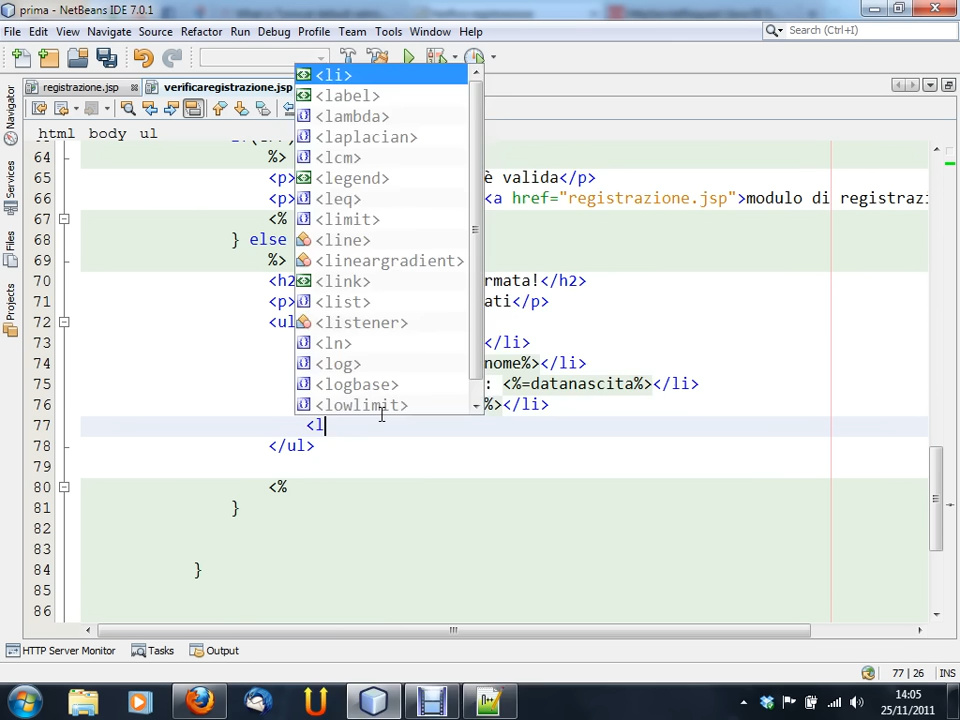 prima - NetBeans IDE 7.0.1
File Edit View Navigate Source Refactor Run Debug Profile Team Tools Window Help
Search (Ctrl+I)
registrazione.jsp verificaregistrazione.jsp
html body ul
Navigator
Services
Files
Projects
<li>
<label>
<lambda>
<laplacian>
<lcm>
<legend>
<leq>
<limit>
<line>
<lineargradient>
<link>
<list>
<listener>
<ln>
<log>
<logbase>
<lowlimit>
64 %>
65 <p> è valida</p>
66 <p> <a href="registrazione.jsp">modulo di registrazi
67 <%
68 } else
69 %>
70 <h2 rmata!</h2>
71 <p> ati</p>
72 <ul
73 </li>
74 nome%></li>
75 : <%=datanascita%></li>
76 %></li>
77 <l
78 </ul>
79
80 <%
81 }
82
83
84 }
85
86
HTTP Server Monitor Tasks Output
77 | 26 INS
14:05
25/11/2011